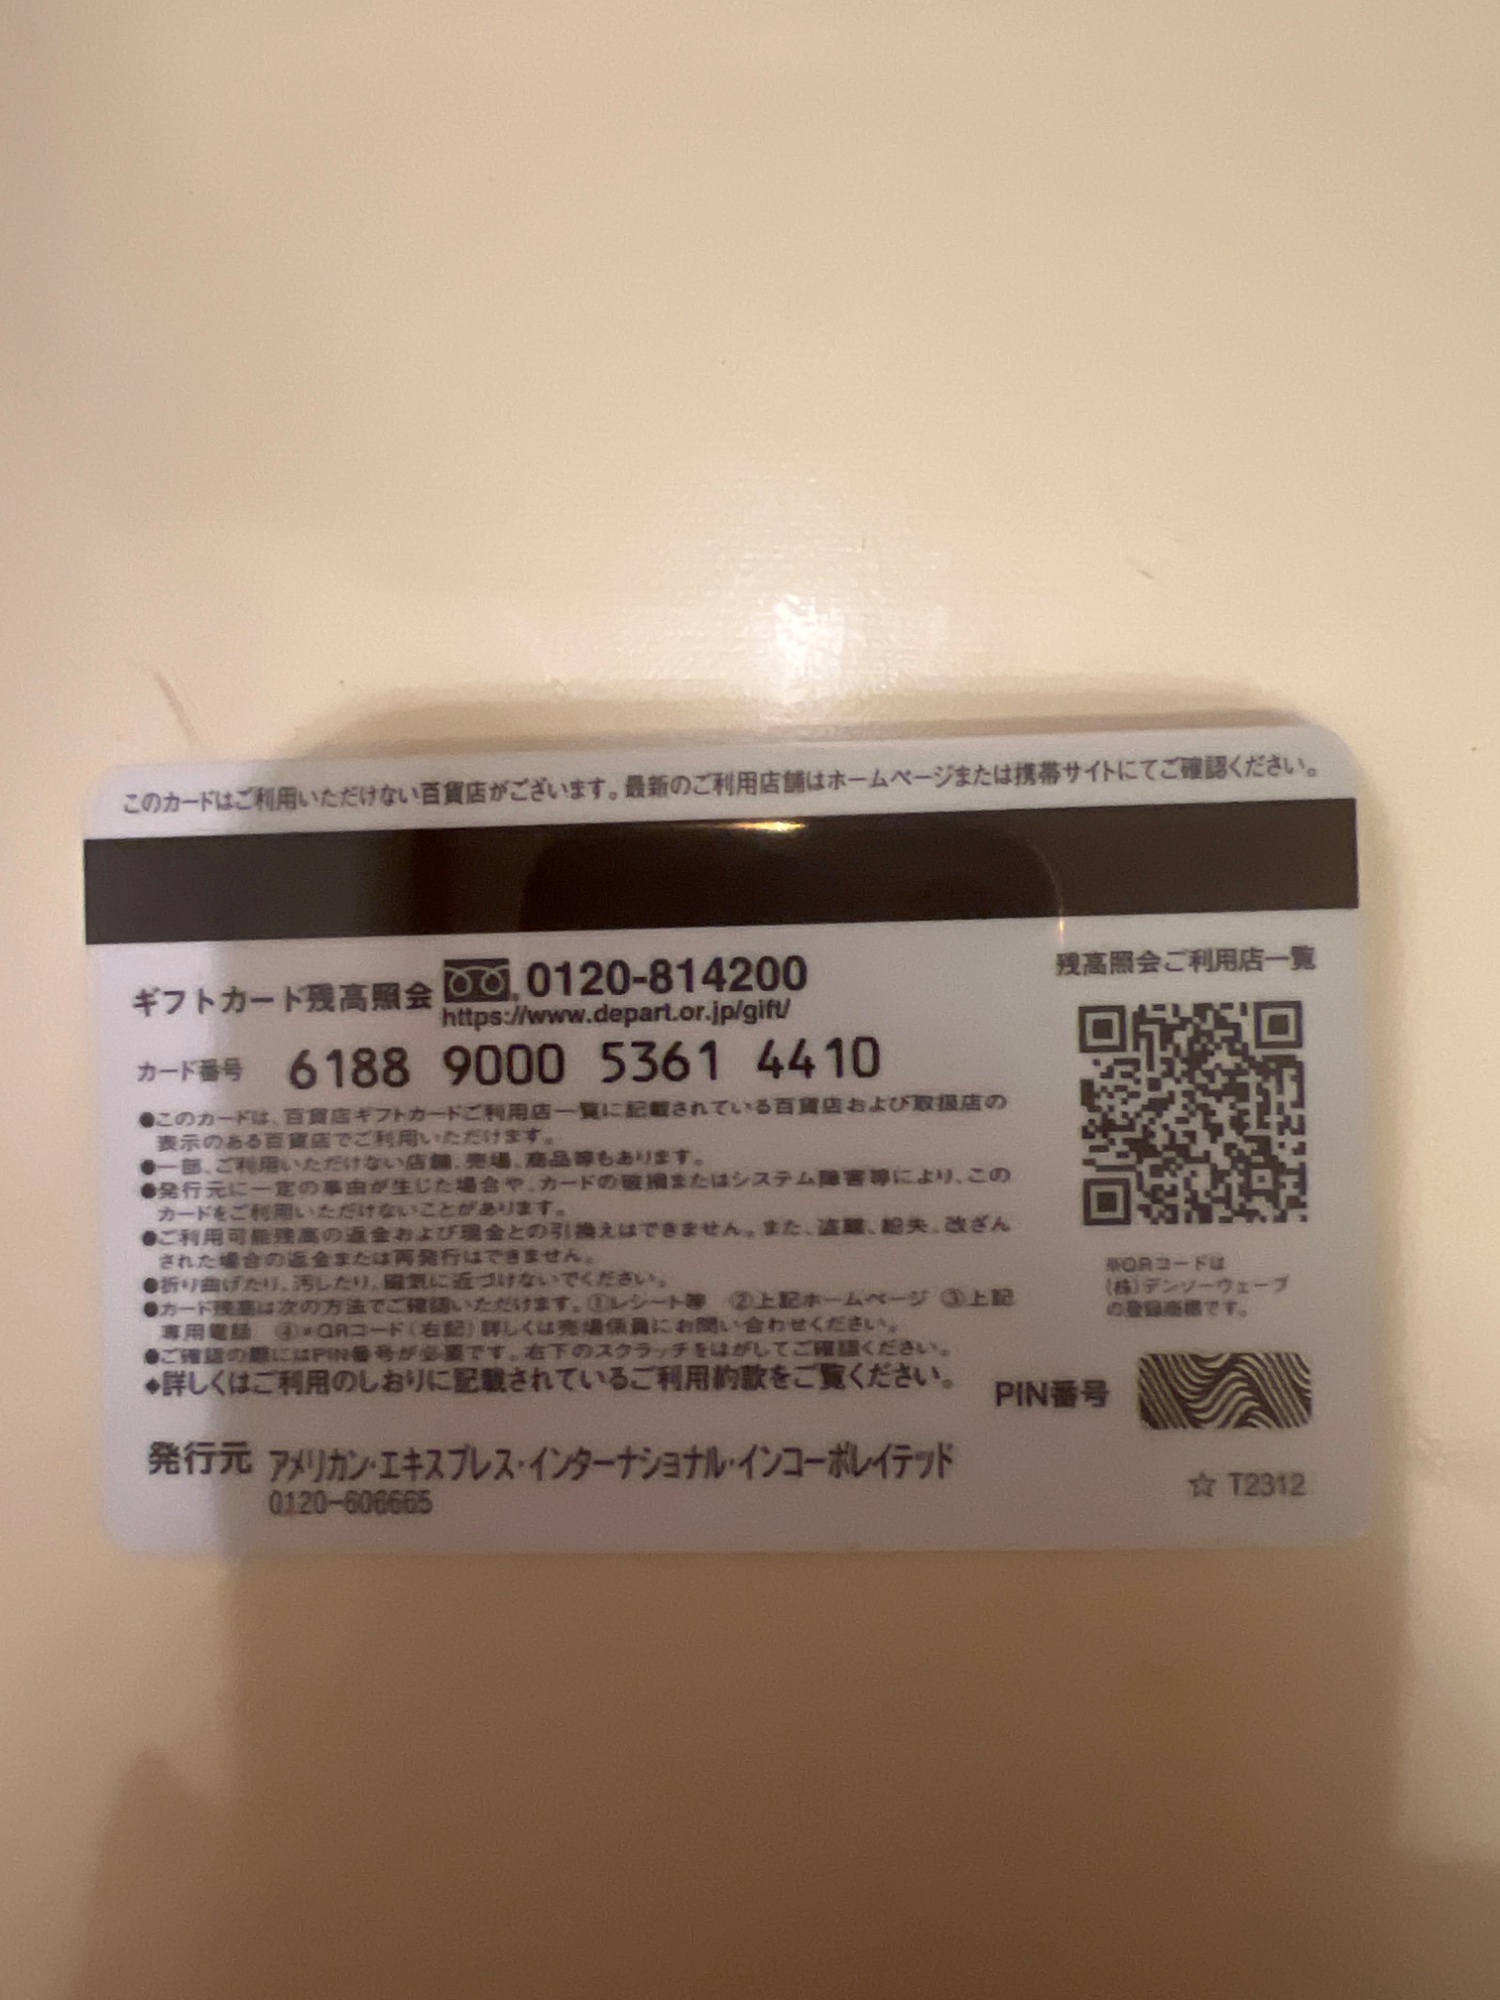 このカードはご利用いただけない百貨店がございます。最新のご利用店舗はホームページまたは携帯サイトにてご確認ください。
ギフトカード残高照会 0120-814200
https://www.depart.or.jp/gift/
カード番号 6188 9000 5361 4410
●このカードは、百貨店ギフトカードご利用店一覧に記載されている百貨店および取扱店の
表示のある百貨店でご利用いただけます。
●一部、ご利用いただけない店舗、売場、商品等もあります。
●発行元に一定の事由が生じた場合や、カードの破損またはシステム障害等により、この
カードをご利用いただけないことがあります。
●ご利用可能残高の返金および現金との引換えはできません。また、盗難、紛失、改ざん
された場合の返金または再発行はできません。
●折り曲げたり、汚したり、磁気に近づけないでください。
●カード残高は次の方法でご確認いただけます。①レシート等 ②上記ホームページ ③上記
専用電話 ④※QRコード（右記）詳しくは売場係員にお問い合わせください。
●ご確認の際にはPIN番号が必要です。右下のスクラッチをはがしてご確認ください。
◆詳しくはご利用のしおりに記載されているご利用約款をご覧ください。
発行元 アメリカン・エキスプレス・インターナショナル・インコーポレイテッド
0120-606665
残高照会ご利用店一覧
※QRコードは
(株)デンソーウェーブ
の登録商標です。
PIN番号
☆ T2312